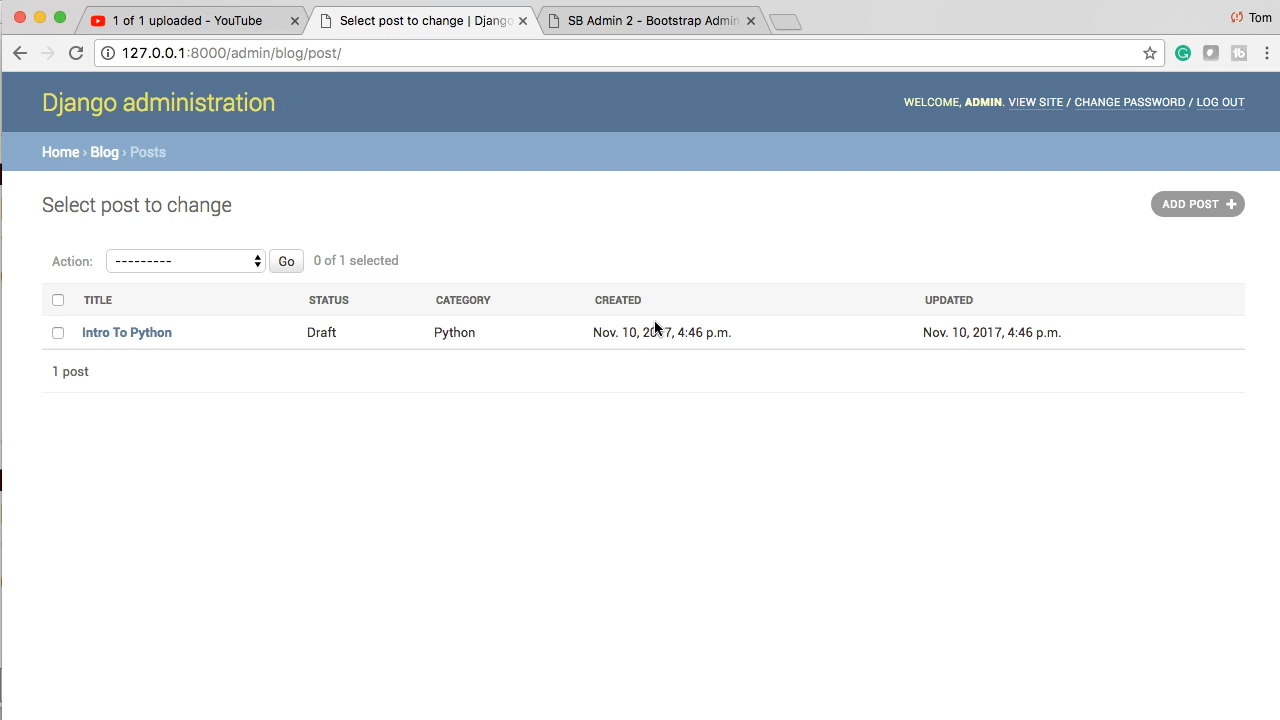 1 of 1 uploaded - YouTube
Select post to change | Django
SB Admin 2 - Bootstrap Admin
Tom
127.0.0.1:8000/admin/blog/post/
Django administration
WELCOME, ADMIN. VIEW SITE / CHANGE PASSWORD / LOG OUT
Home › Blog › Posts
Select post to change
ADD POST +
Action: --------- Go 0 of 1 selected
TITLE STATUS CATEGORY CREATED UPDATED
Intro To Python Draft Python Nov. 10, 2017, 4:46 p.m. Nov. 10, 2017, 4:46 p.m.
1 post